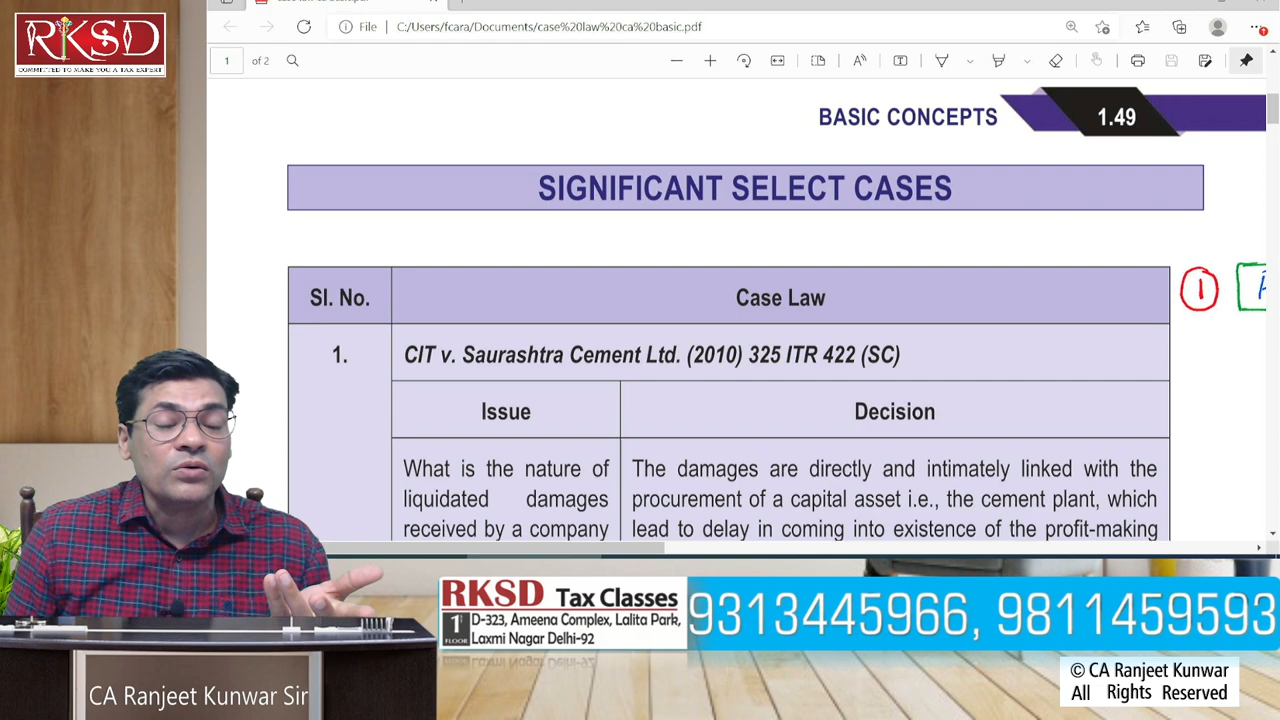 RKSD
COMMITTED TO MAKE YOU A TAX EXPERT
File C:/Users/fcara/Documents/case%20law%20ca%20basic.pdf
1 of 2
BASIC CONCEPTS 1.49
SIGNIFICANT SELECT CASES
Sl. No. Case Law
1
1. CIT v. Saurashtra Cement Ltd. (2010) 325 ITR 422 (SC)
Issue Decision
What is the nature of
liquidated damages
received by a company
The damages are directly and intimately linked with the
procurement of a capital asset i.e., the cement plant, which
lead to delay in coming into existence of the profit-making
RKSD Tax Classes
1st FLOOR
D-323, Ameena Complex, Lalita Park,
Laxmi Nagar Delhi-92
9313445966, 9811459593
CA Ranjeet Kunwar Sir
© CA Ranjeet Kunwar
All Rights Reserved